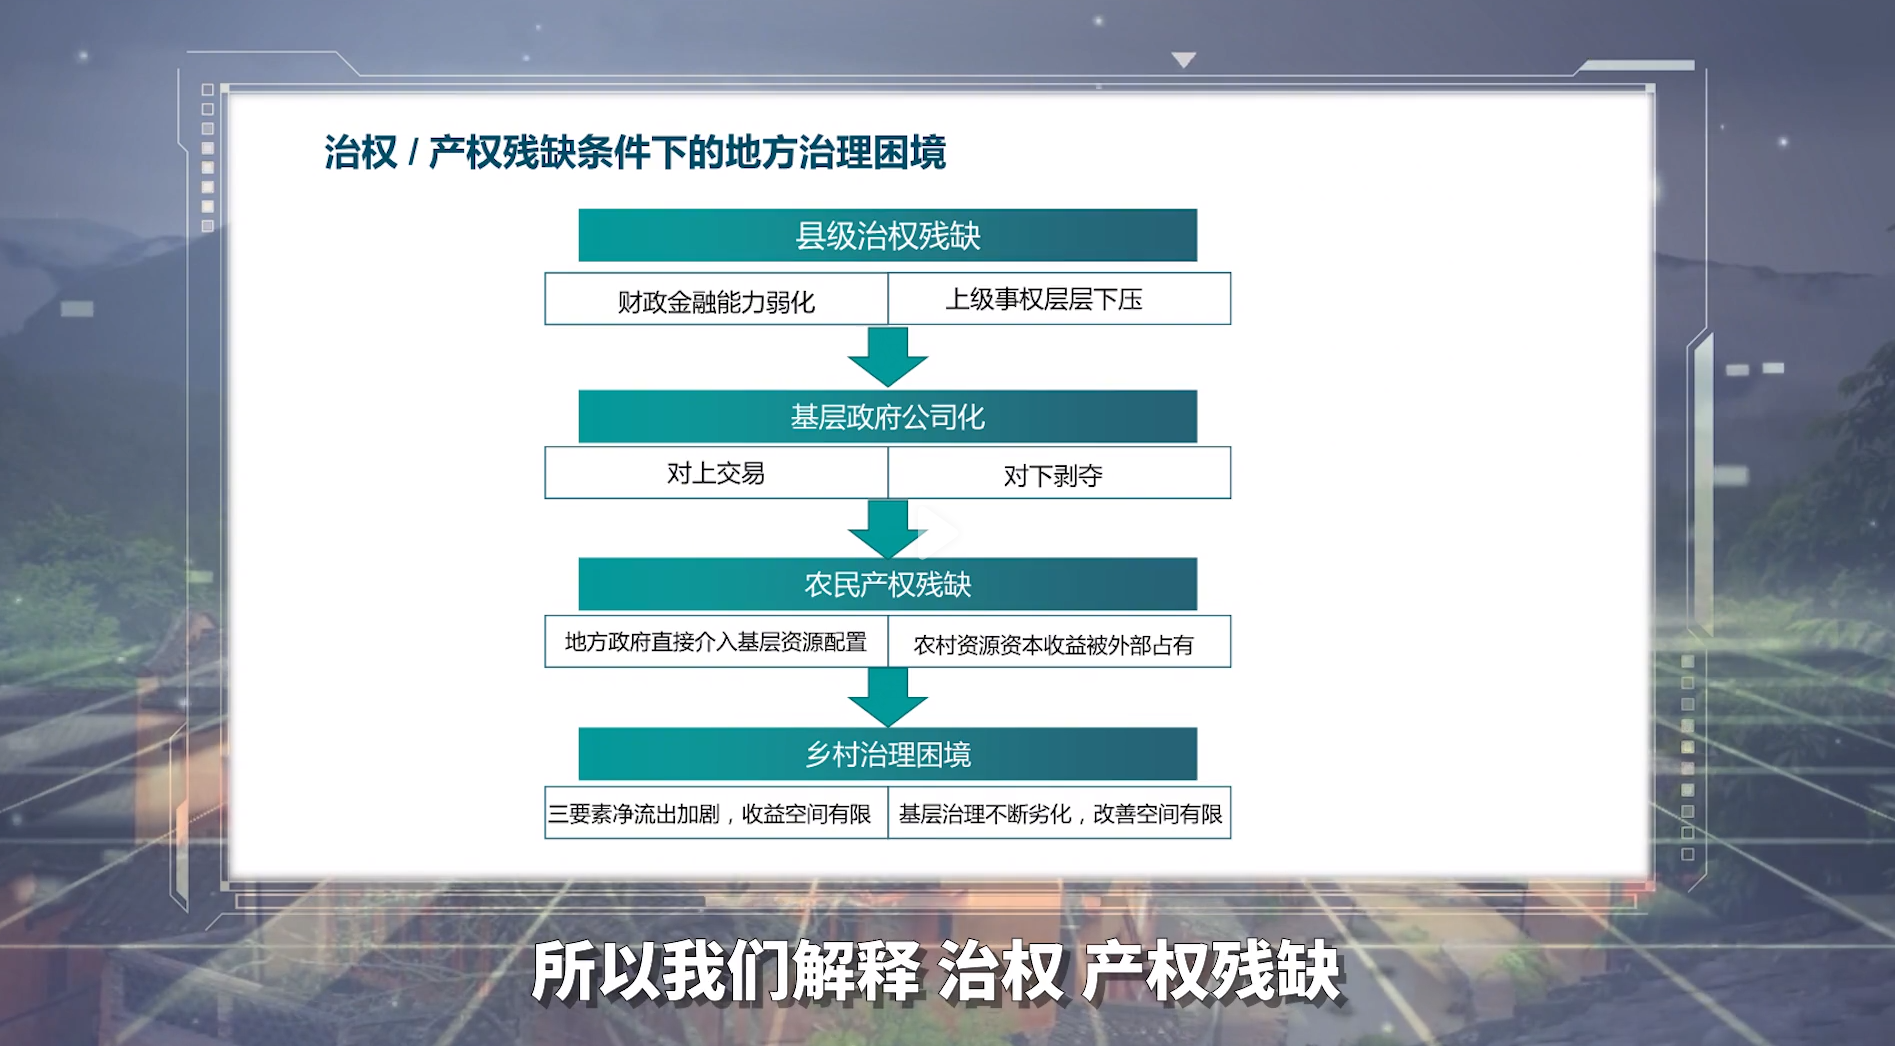 治权 / 产权残缺条件下的地方治理困境
县级治权残缺
财政金融能力弱化
上级事权层层下压
基层政府公司化
对上交易
对下剥夺
农民产权残缺
地方政府直接介入基层资源配置
农村资源资本收益被外部占有
乡村治理困境
三要素净流出加剧，收益空间有限
基层治理不断劣化，改善空间有限
所以我们解释 治权 产权残缺